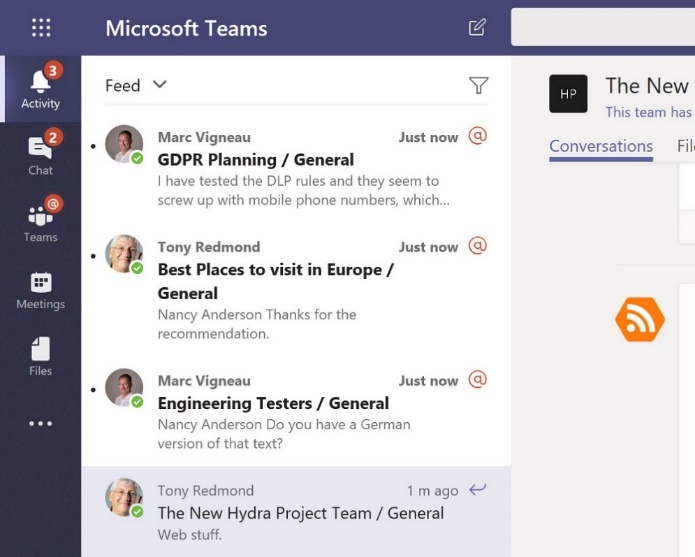 Microsoft Teams
3
Activity
2
Chat
@
Teams
Meetings
Files
Feed
Marc Vigneau Just now @
GDPR Planning / General
I have tested the DLP rules and they seem to
screw up with mobile phone numbers, which...
Tony Redmond Just now @
Best Places to visit in Europe /
General
Nancy Anderson Thanks for the
recommendation.
Marc Vigneau Just now @
Engineering Testers / General
Nancy Anderson Do you have a German
version of that text?
Tony Redmond 1 m ago
The New Hydra Project Team / General
Web stuff.
HP
The New
This team has
Conversations Fil